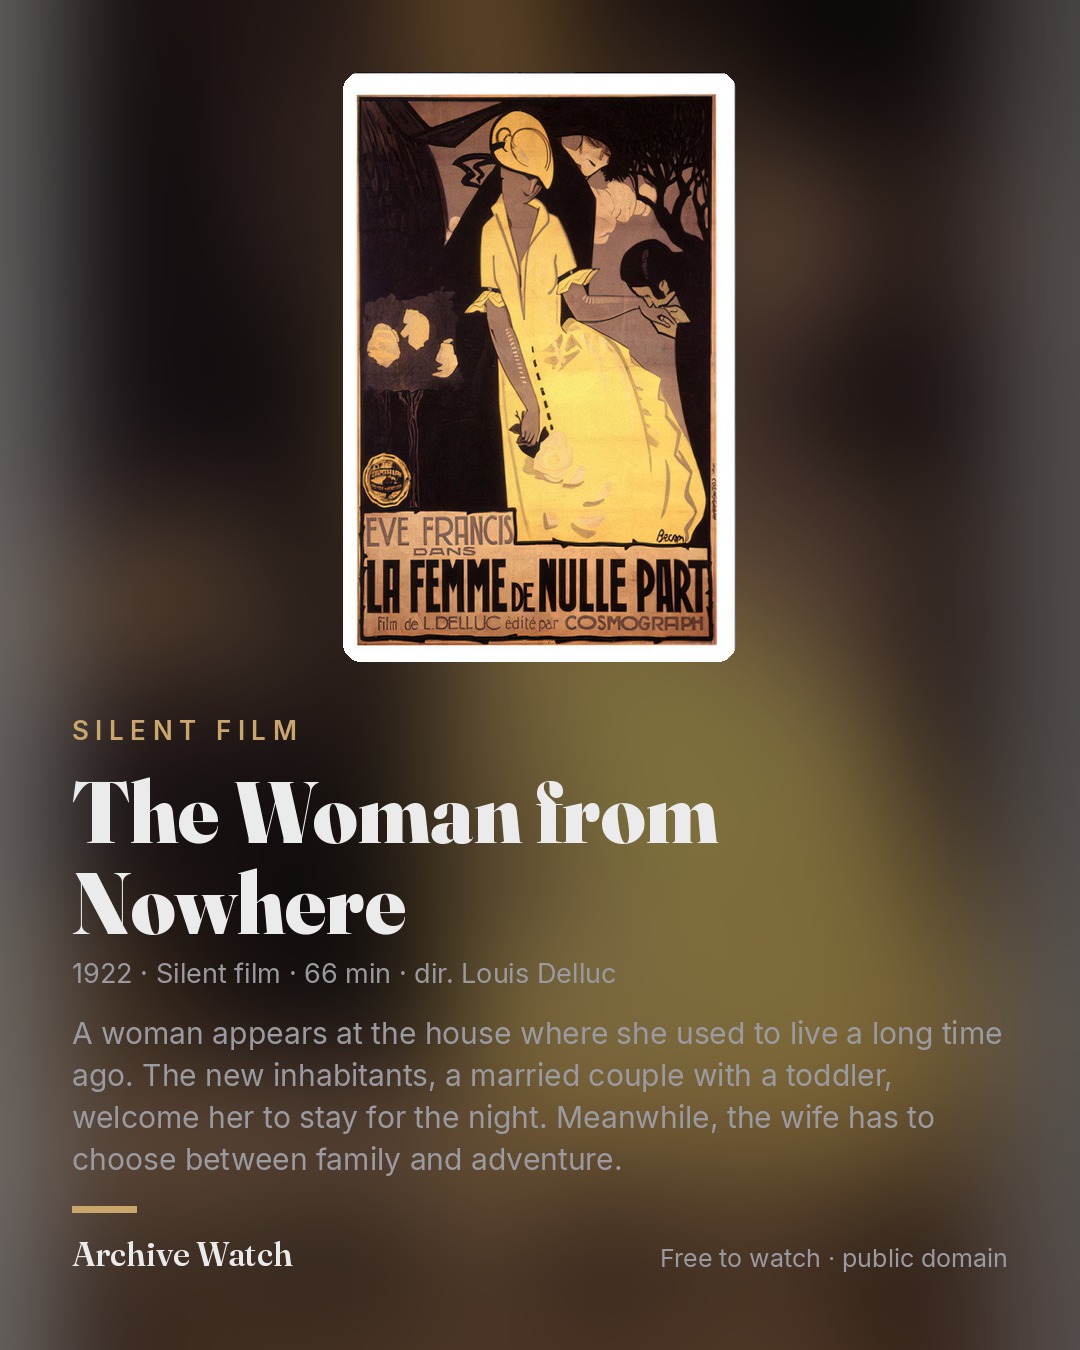 EVE FRANCIS
DANS
LA FEMME DE NULLE PART
film de L.DELLUC édité par COSMOGRAPH
SILENT FILM
The Woman from
Nowhere
1922 · Silent film · 66 min · dir. Louis Delluc
A woman appears at the house where she used to live a long time
ago. The new inhabitants, a married couple with a toddler,
welcome her to stay for the night. Meanwhile, the wife has to
choose between family and adventure.
Archive Watch
Free to watch · public domain